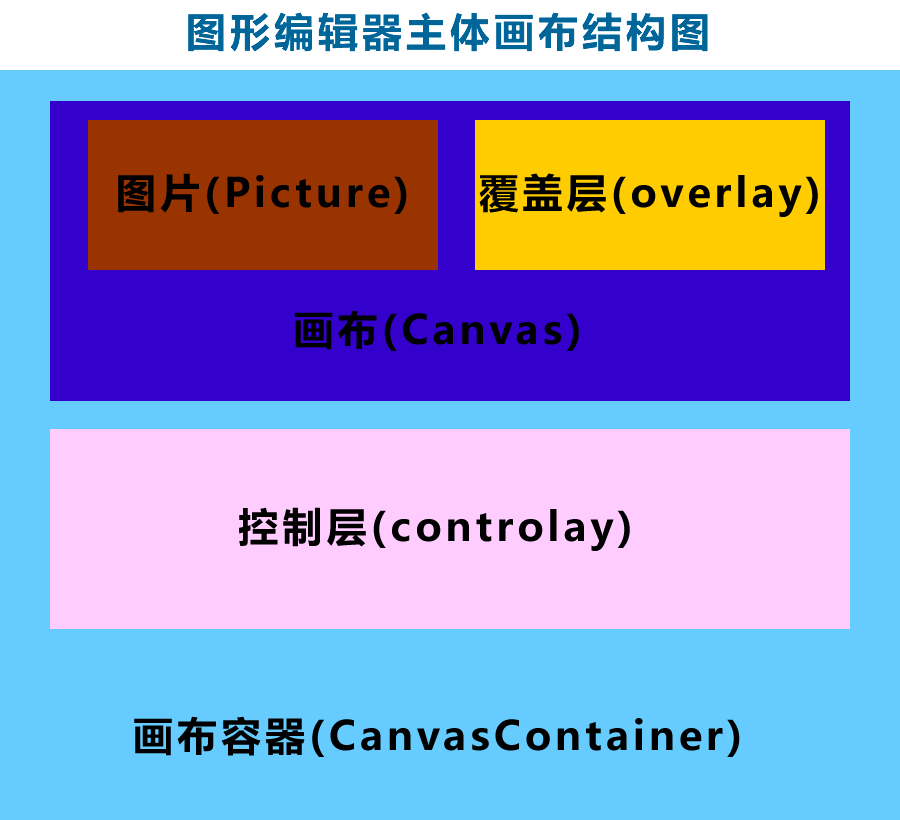 图形编辑器主体画布结构图
图片(Picture)
覆盖层(overlay)
画布(Canvas)
控制层(controlay)
画布容器(CanvasContainer)